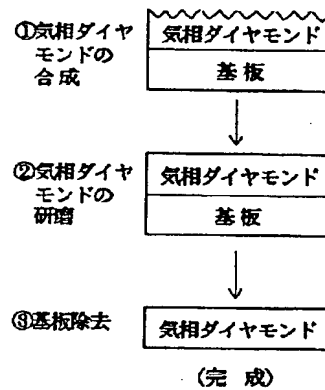 ①気相ダイヤ
モンドの
合成
気相ダイヤモンド
基板
②気相ダイヤ
モンドの
研磨
気相ダイヤモンド
基板
③基板除去
気相ダイヤモンド
(完 成)